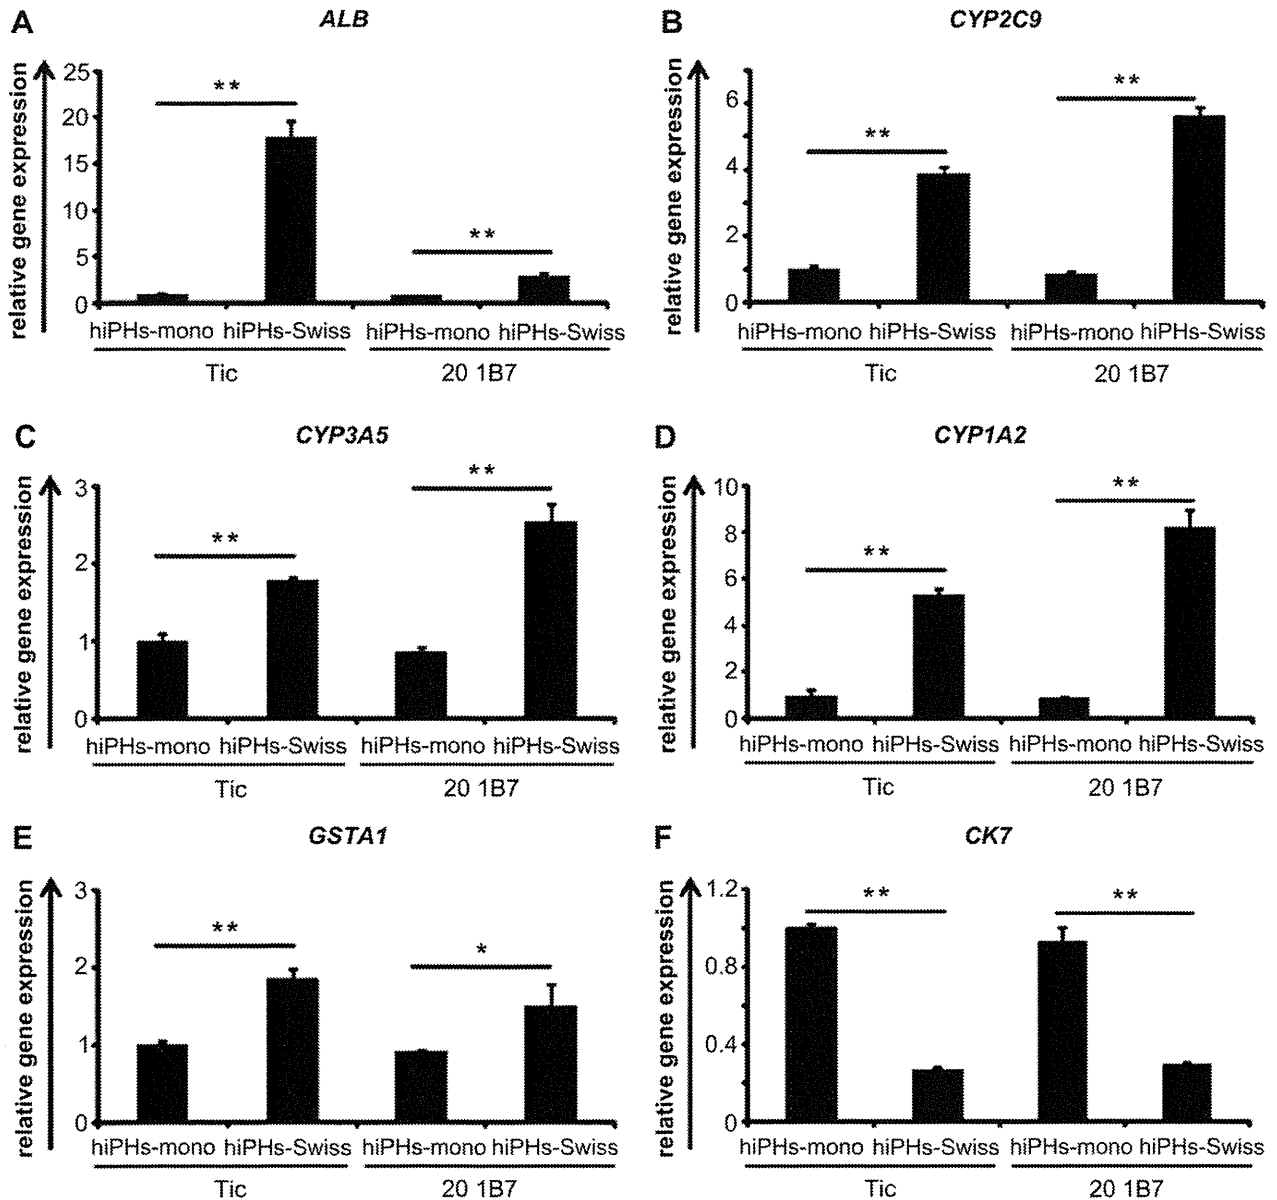 A
ALB
relative gene expression
25
20
15
10
5
0
**
**
hiPHs-mono hiPHs-Swiss hiPHs-mono hiPHs-Swiss
Tic
20 1B7
B
CYP2C9
relative gene expression
6
4
2
0
**
**
hiPHs-mono hiPHs-Swiss hiPHs-mono hiPHs-Swiss
Tic
20 1B7
C
CYP3A5
relative gene expression
3
2
1
0
**
**
hiPHs-mono hiPHs-Swiss hiPHs-mono hiPHs-Swiss
Tic
20 1B7
D
CYP1A2
relative gene expression
10
8
6
4
2
0
**
**
hiPHs-mono hiPHs-Swiss hiPHs-mono hiPHs-Swiss
Tic
20 1B7
E
GSTA1
relative gene expression
3
2
1
0
**
*
hiPHs-mono hiPHs-Swiss hiPHs-mono hiPHs-Swiss
Tic
20 1B7
F
CK7
relative gene expression
1.2
0.8
0.4
0
**
**
hiPHs-mono hiPHs-Swiss hiPHs-mono hiPHs-Swiss
Tic
20 1B7